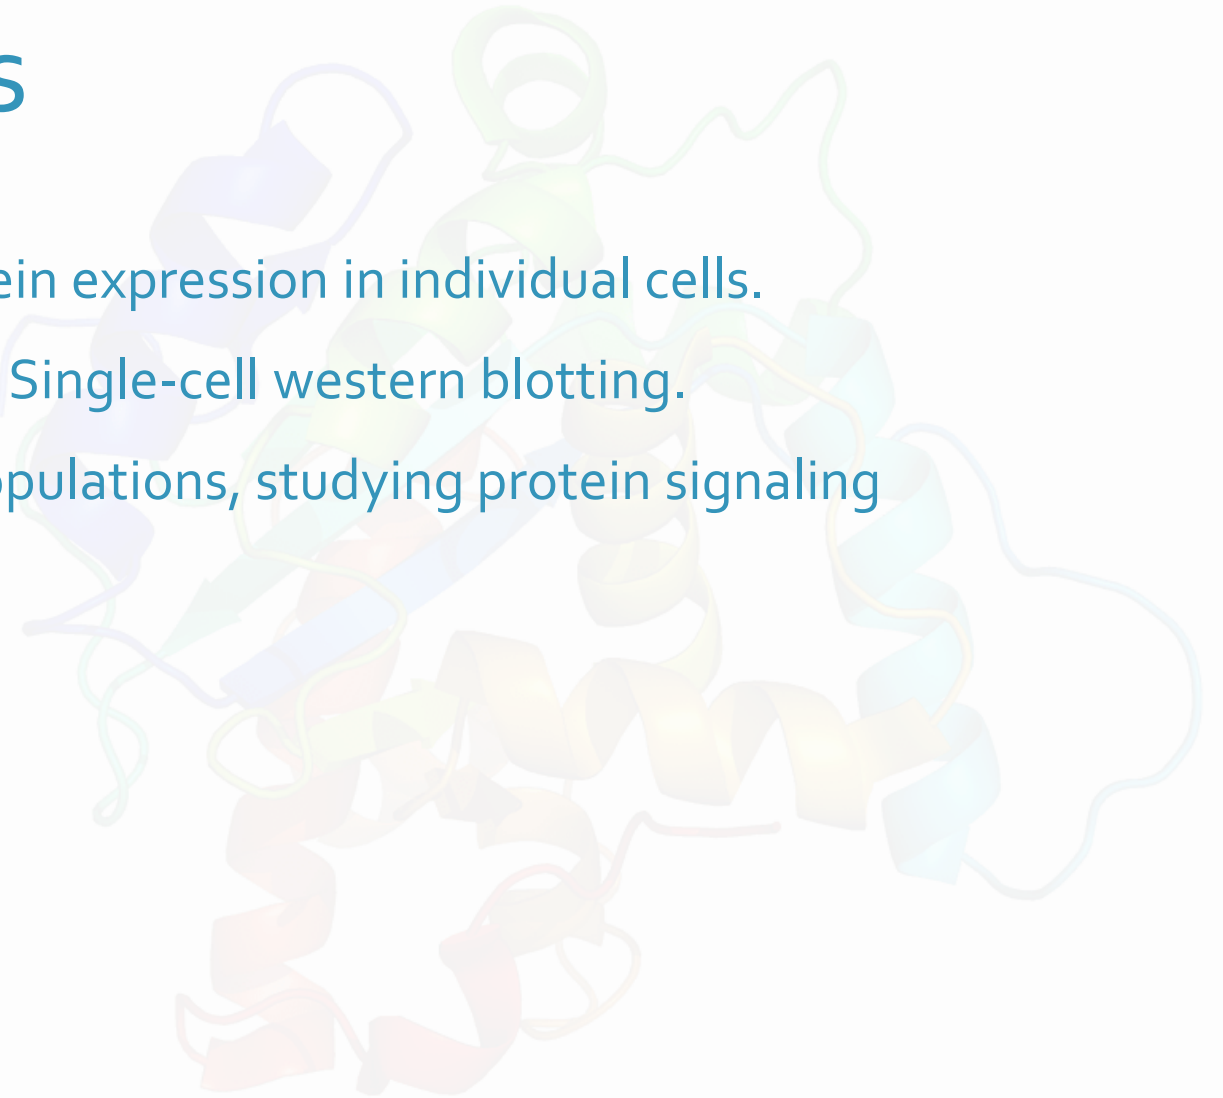 s
ein expression in individual cells.
Single-cell western blotting.
opulations, studying protein signaling